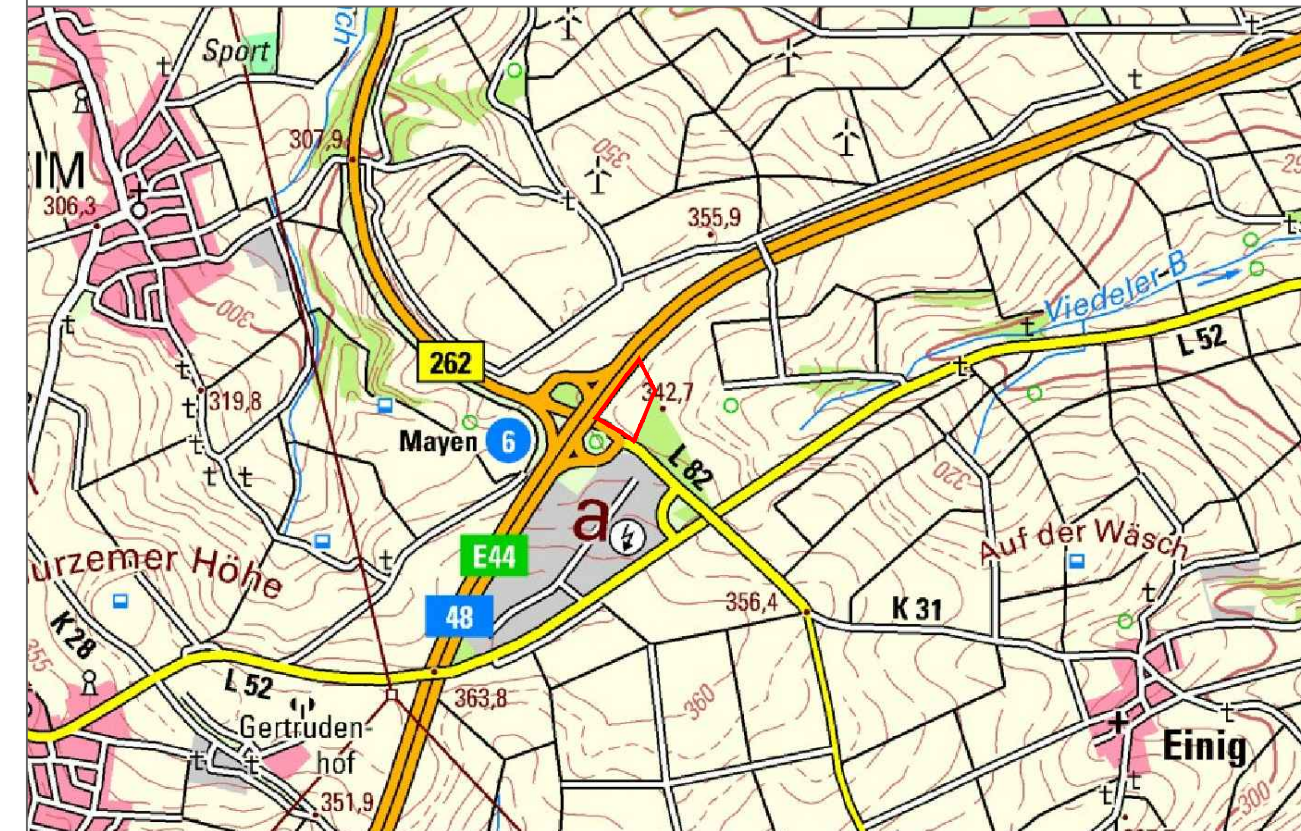 Sport
ch
307,9
350
IM
306,3
355,9
300
Viedeler-B
L 52
262
319,8
342,7
Mayen 6
L 82
320
a
Auf der Wäsch
E44
urzemer Höhe
48
356,4
K 31
K 28
355
L 52
363,8
360
Gertruden-
hof
Einig
351,9
300